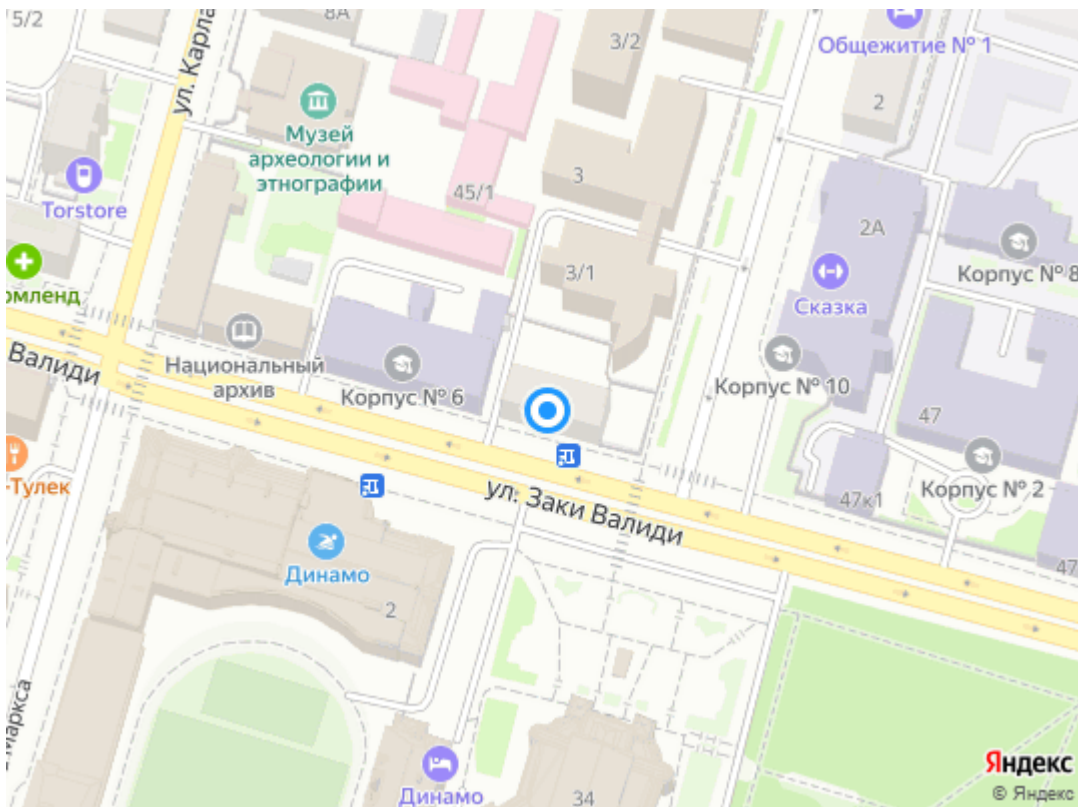 5/2
ул. Карла
8А
3/2
Общежитие № 1
2
Музей
археологии и
этнографии
Torstore
45/1
3
2А
3/1
Корпус № 8
омленд
Сказка
Национальный
архив
Валиди
Корпус № 6
Корпус № 10
47
-Тулек
ул. Заки Валиди
47к1
Корпус № 2
47
Динамо
2
Маркса
Динамо
34
Яндекс
© Яндекс